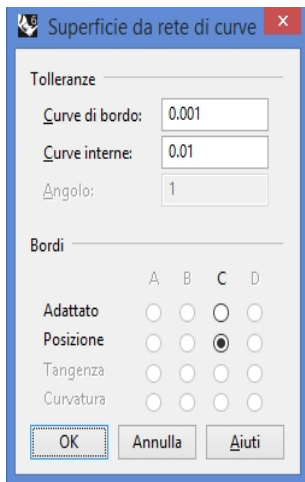 Superficie da rete di curve
Tolleranze
Curve di bordo: 0.001
Curve interne: 0.01
Angolo: 1
Bordi
A B C D
Adattato
Posizione
Tangenza
Curvatura
OK Annulla Aiuti